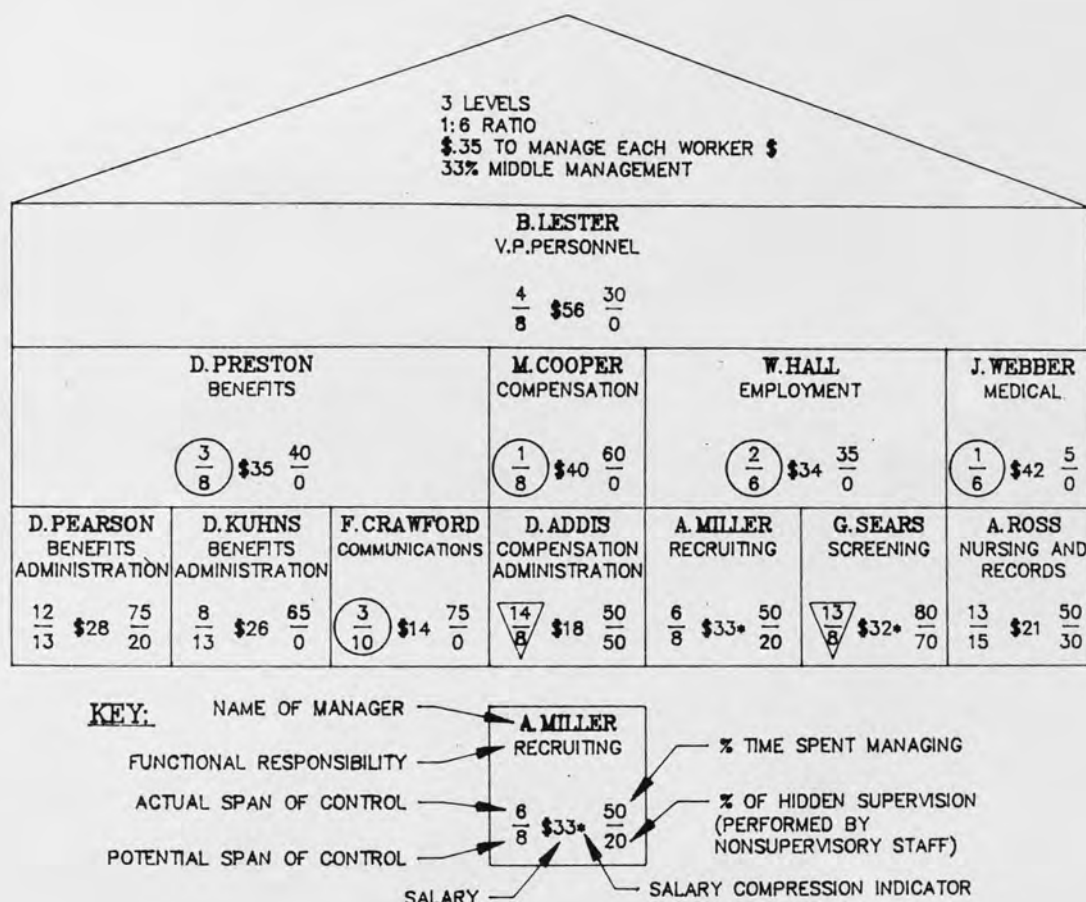 3 LEVELS
1:6 RATIO
$.35 TO MANAGE EACH WORKER $
33% MIDDLE MANAGEMENT
B.LESTER
V.P.PERSONNEL
4/8 $56 30/0
D.PRESTON
BENEFITS
3/8 $35 40/0
M.COOPER
COMPENSATION
1/8 $40 60/0
W.HALL
EMPLOYMENT
2/6 $34 35/0
J.WEBBER
MEDICAL
1/6 $42 5/0
D.PEARSON
BENEFITS
ADMINISTRATION
12/13 $28 75/20
D.KUHNS
BENEFITS
ADMINISTRATION
8/13 $26 65/0
F.CRAWFORD
COMMUNICATIONS
3/10 $14 75/0
D.ADDIS
COMPENSATION
ADMINISTRATION
14/8 $18 50/50
A.MILLER
RECRUITING
6/8 $33* 50/20
G.SEARS
SCREENING
13/8 $32* 80/70
A.ROSS
NURSING AND
RECORDS
13/15 $21 50/30
KEY:
NAME OF MANAGER
FUNCTIONAL RESPONSIBILITY
ACTUAL SPAN OF CONTROL
POTENTIAL SPAN OF CONTROL
SALARY
A.MILLER
RECRUITING
6/8 $33* 50/20
% TIME SPENT MANAGING
% OF HIDDEN SUPERVISION
(PERFORMED BY
NONSUPERVISORY STAFF)
SALARY COMPRESSION INDICATOR